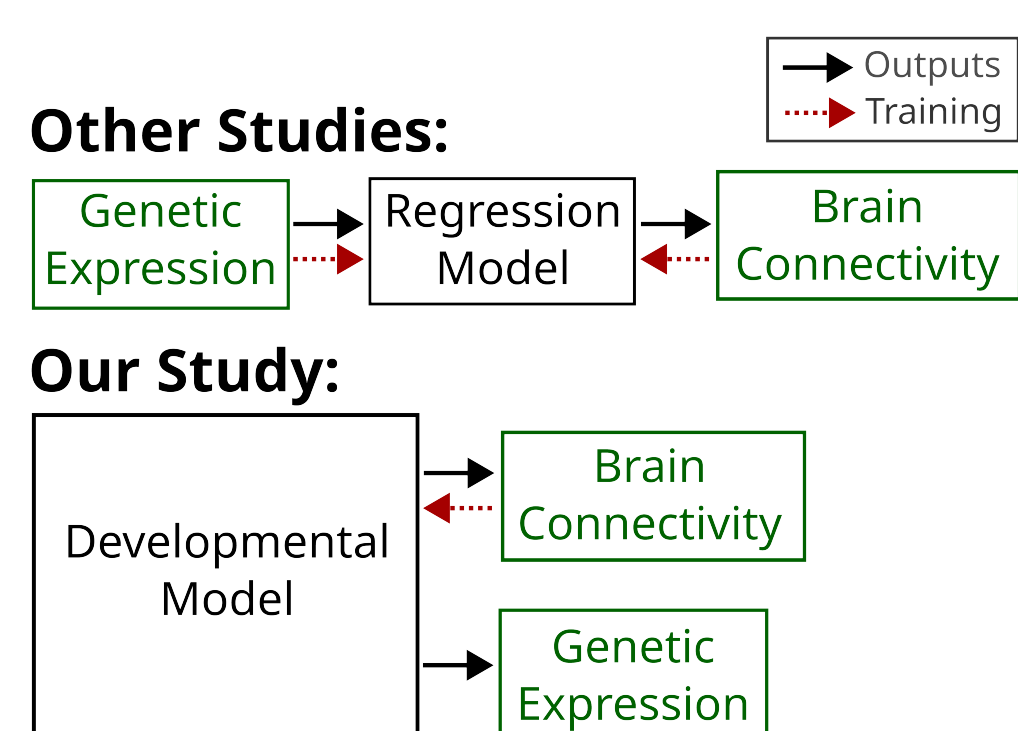 Outputs
Training
Other Studies:
Genetic
Expression
Regression
Model
Brain
Connectivity
Our Study:
Developmental
Model
Brain
Connectivity
Genetic
Expression